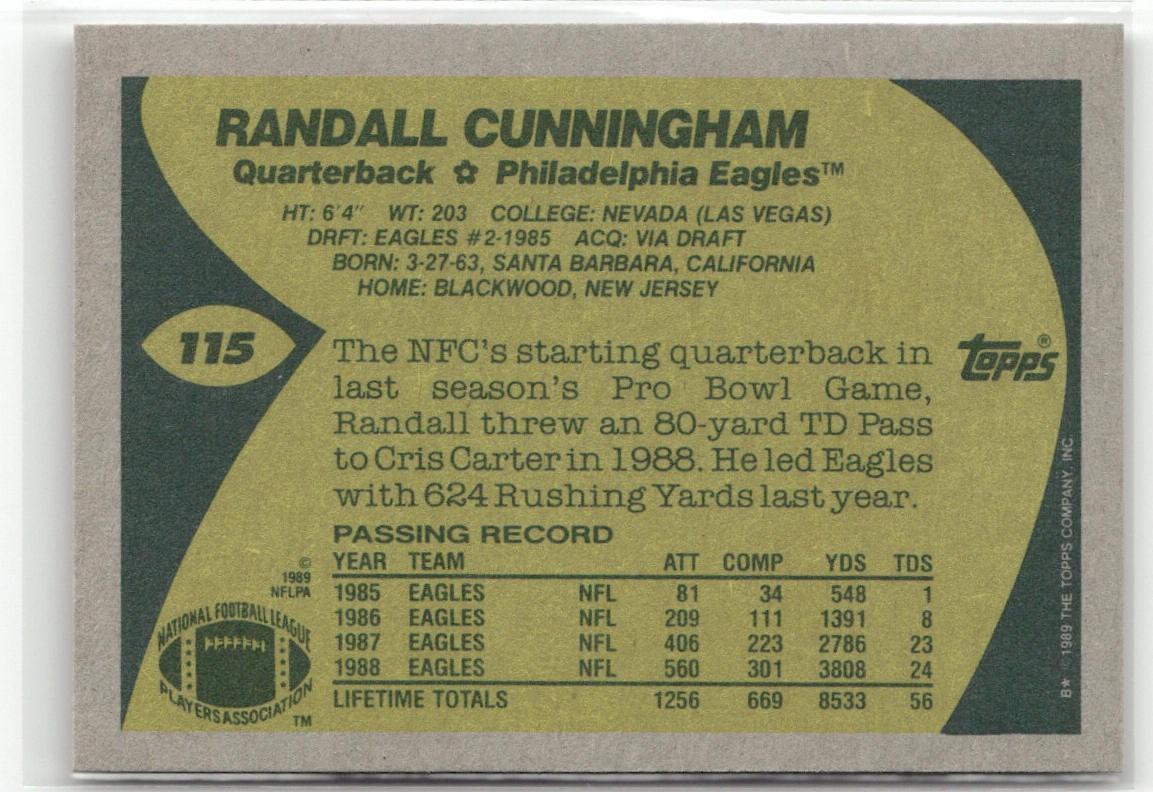 RANDALL CUNNINGHAM
Quarterback ✿ Philadelphia Eagles™
HT: 6'4" WT: 203 COLLEGE: NEVADA (LAS VEGAS)
DRFT: EAGLES #2-1985 ACQ: VIA DRAFT
BORN: 3-27-63, SANTA BARBARA, CALIFORNIA
HOME: BLACKWOOD, NEW JERSEY
115
The NFC's starting quarterback in
last season's Pro Bowl Game,
Randall threw an 80-yard TD Pass
to Cris Carter in 1988. He led Eagles
with 624 Rushing Yards last year.
topps®
PASSING RECORD
YEAR TEAM ATT COMP YDS TDS
1985 EAGLES NFL 81 34 548 1
1986 EAGLES NFL 209 111 1391 8
1987 EAGLES NFL 406 223 2786 23
1988 EAGLES NFL 560 301 3808 24
LIFETIME TOTALS 1256 669 8533 56
©
1989
NFLPA
NATIONAL FOOTBALL LEAGUE
PLAYERS ASSOCIATION
TM
B* ©1989 THE TOPPS COMPANY, INC.